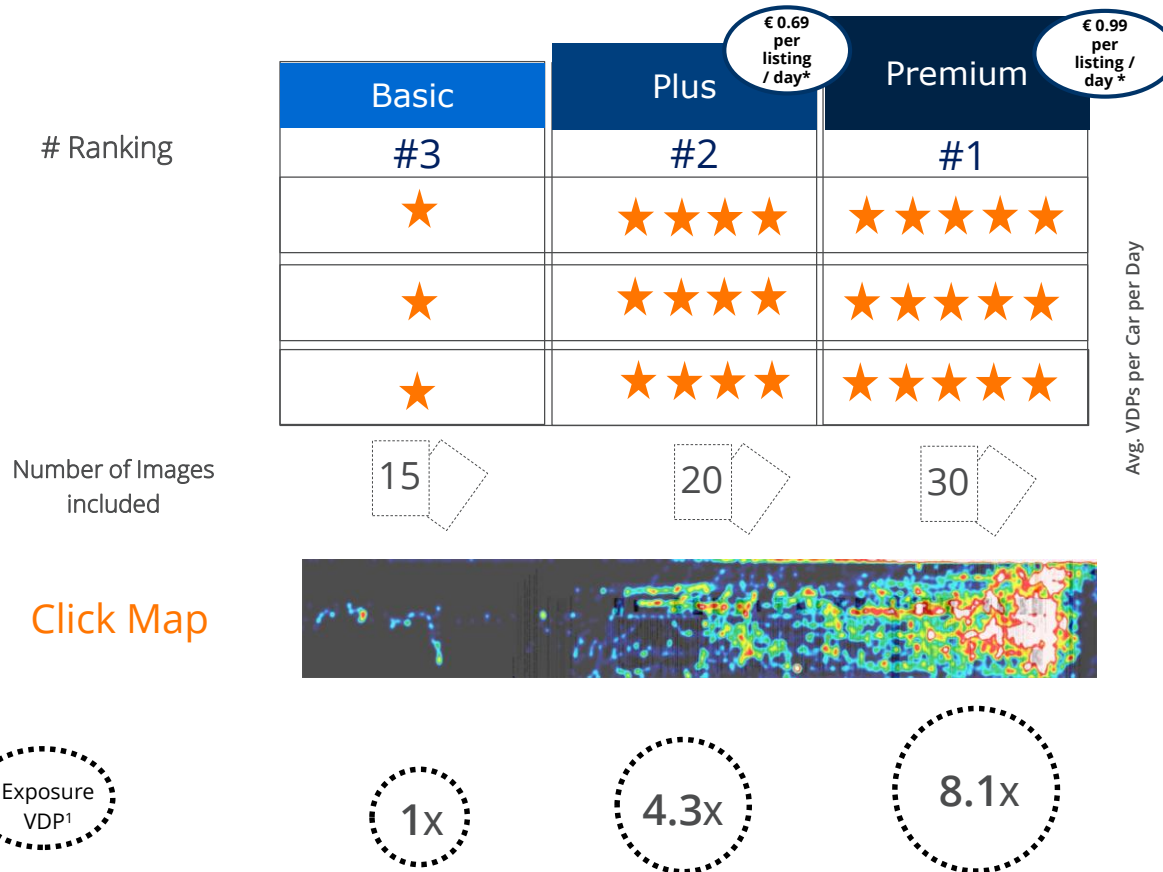 € 0.69
per
listing
/ day*
€ 0.99
per
listing /
day *
Basic
Plus
Premium
# Ranking
#3
#2
#1
Avg. VDPs per Car per Day
Number of Images
included
15
20
30
Click Map
Exposure
VDP¹
1x
4.3x
8.1x